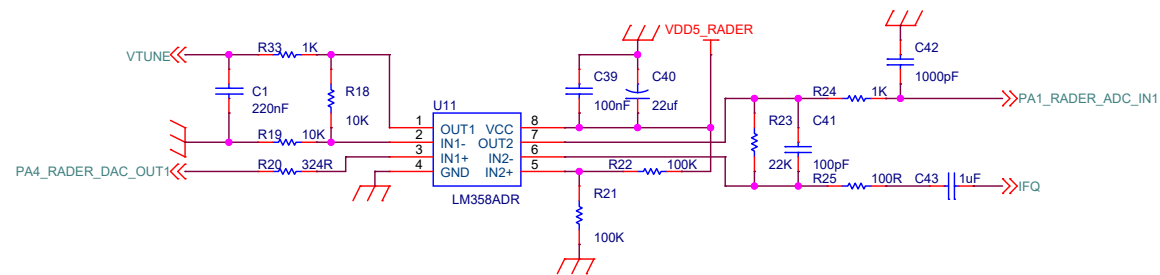 VDD5_RADER
C42
VTUNE
R33 1K
1000pF
C39
C40
C1
R18
100nF
22uf
R24 1K
PA1_RADER_ADC_IN1
220nF
U11
R23
C41
10K
1 OUT1 VCC 8
R19 10K
2 IN1- OUT2 7
3 IN1+ IN2- 6
R22 100K
22K
100pF
PA4_RADER_DAC_OUT1
R20 324R
4 GND IN2+ 5
R25 100R
C43 1uF
IFQ
LM358ADR
R21
100K